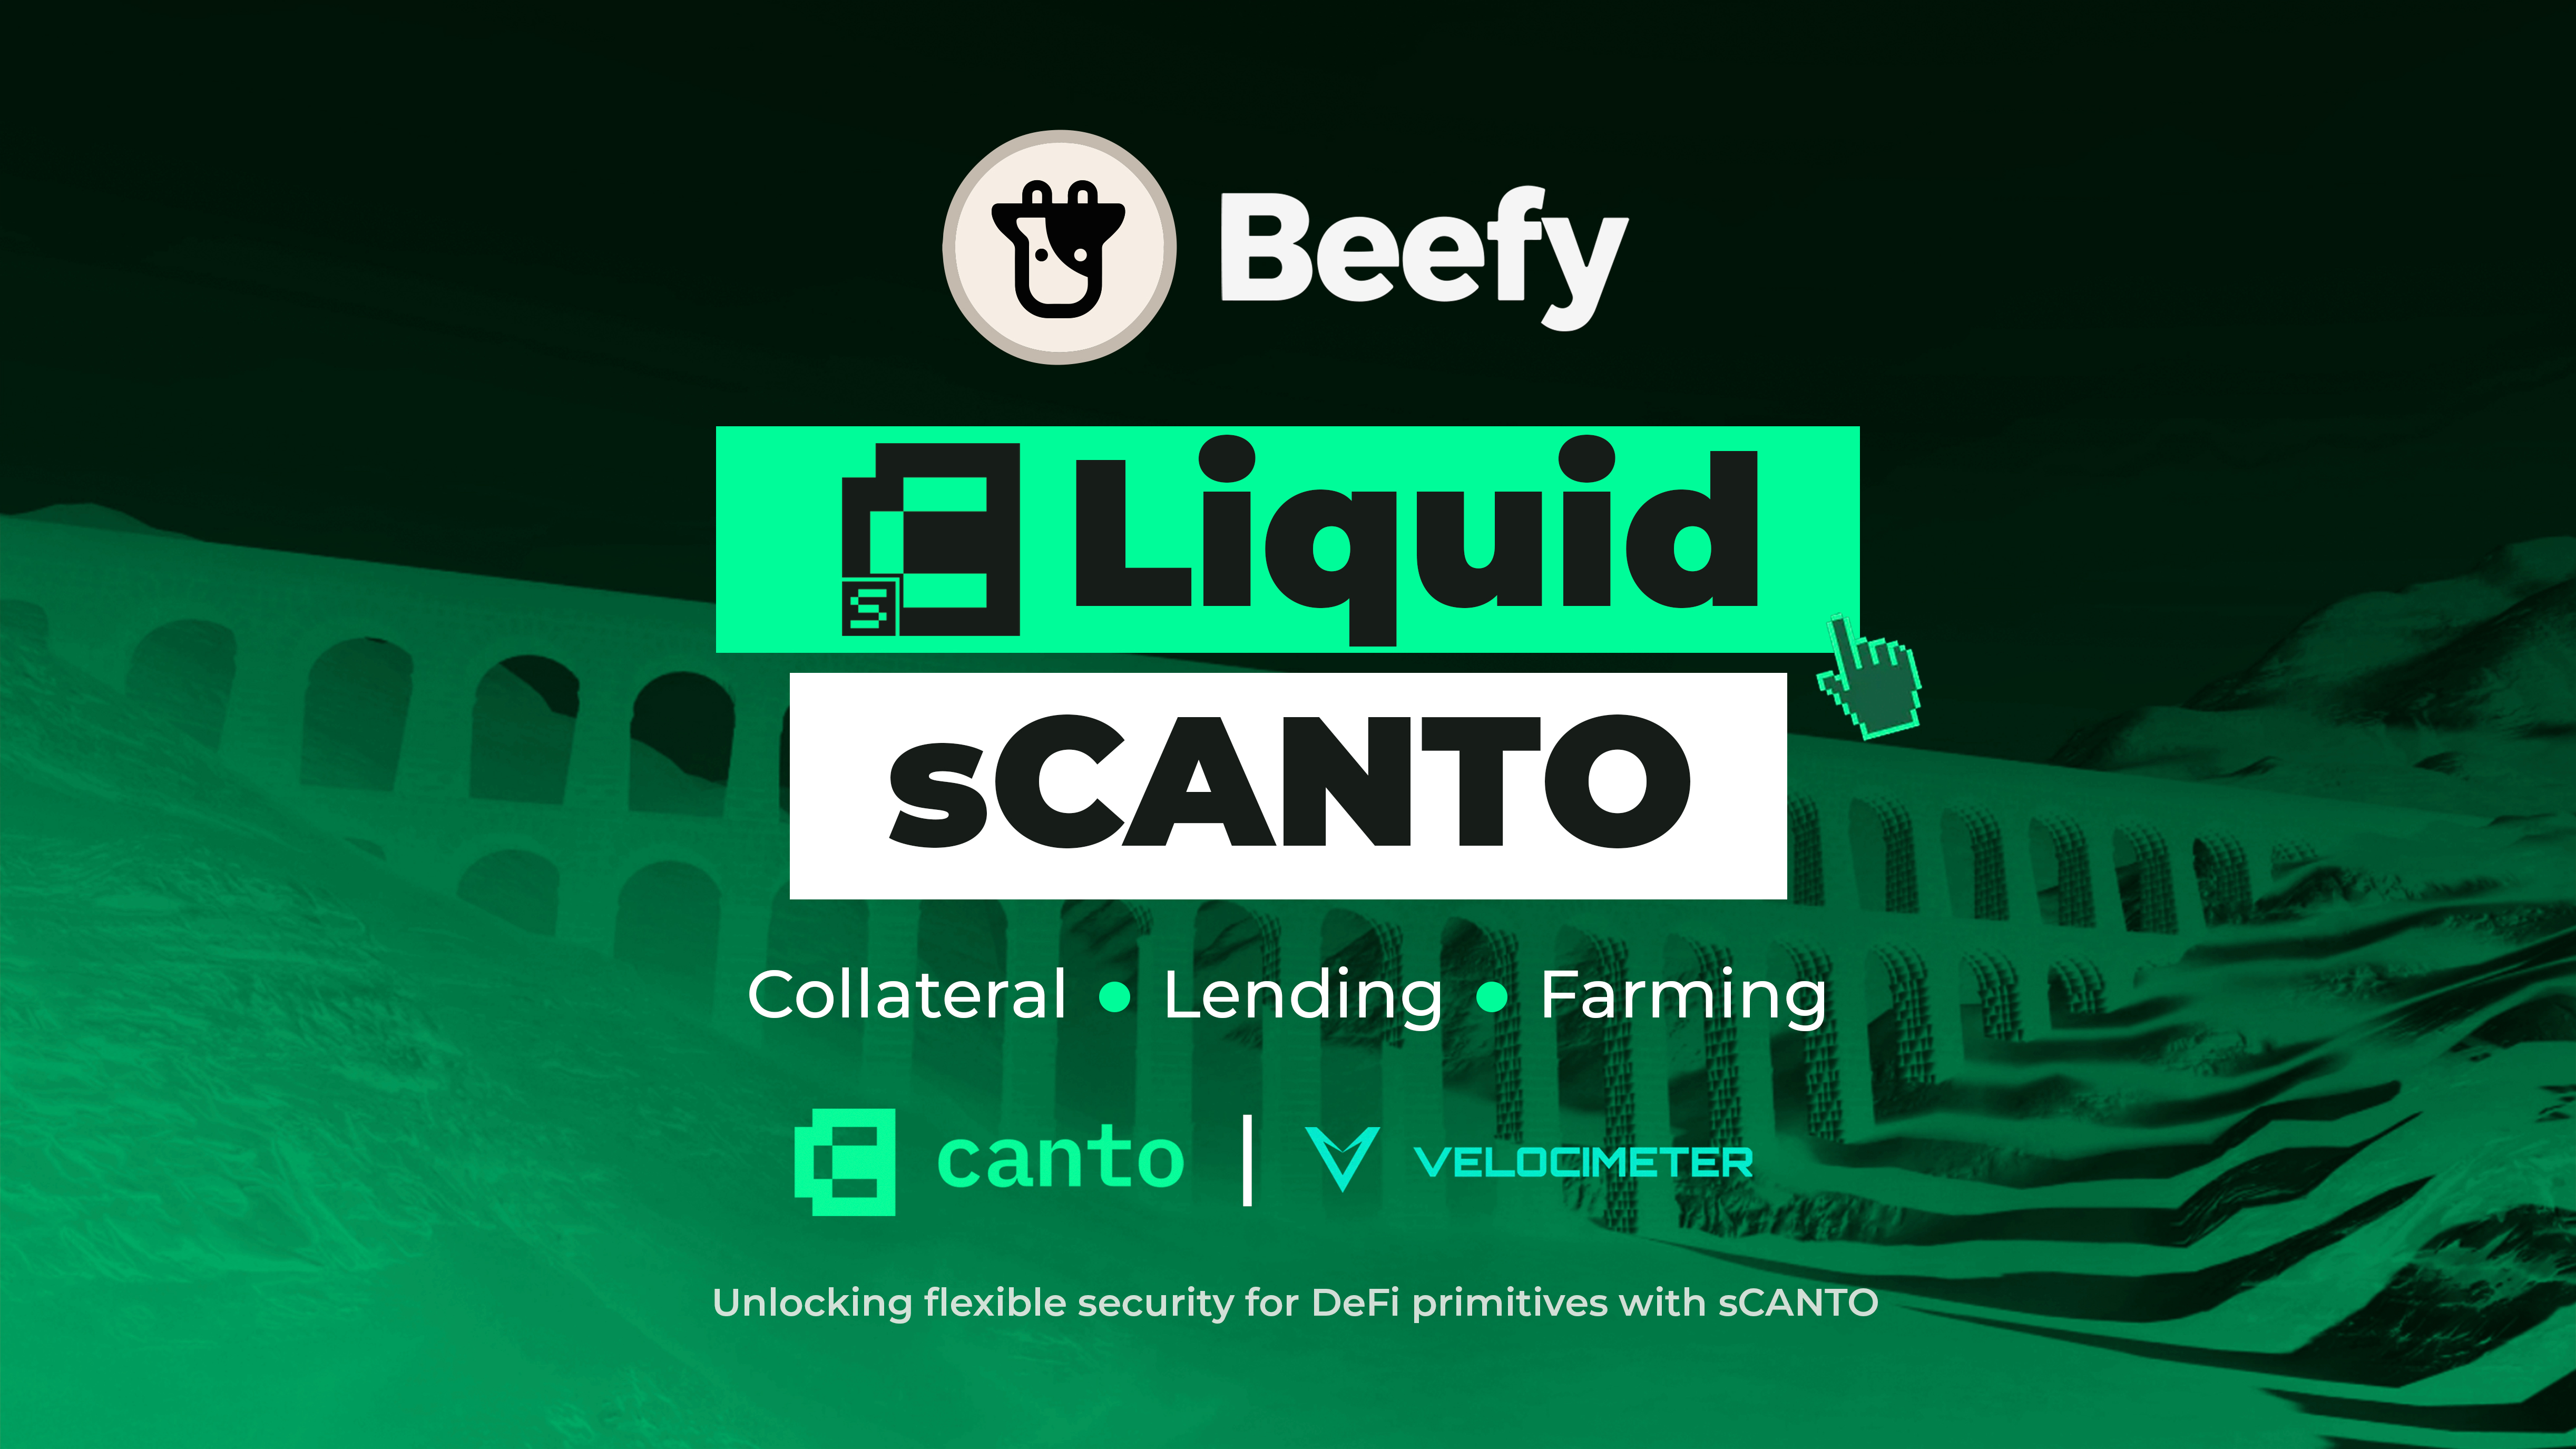 Beefy
Liquid
s
sCANTO
Collateral • Lending • Farming
canto | VELOCIMETER
Unlocking flexible security for DeFi primitives with sCANTO